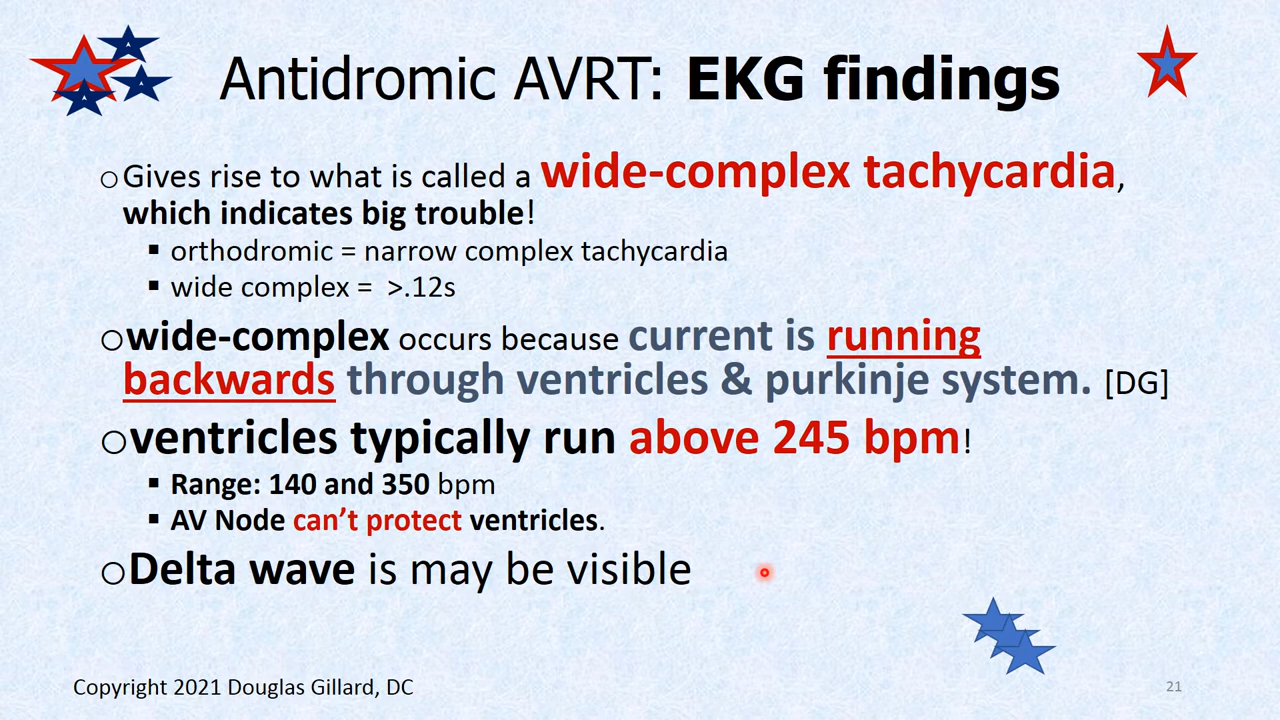 Antidromic AVRT: EKG findings
○Gives rise to what is called a wide-complex tachycardia,
which indicates big trouble!
▪ orthodromic = narrow complex tachycardia
▪ wide complex = >.12s
○wide-complex occurs because current is running
backwards through ventricles & purkinje system. [DG]
○ventricles typically run above 245 bpm!
▪ Range: 140 and 350 bpm
▪ AV Node can’t protect ventricles.
○Delta wave is may be visible
Copyright 2021 Douglas Gillard, DC
21